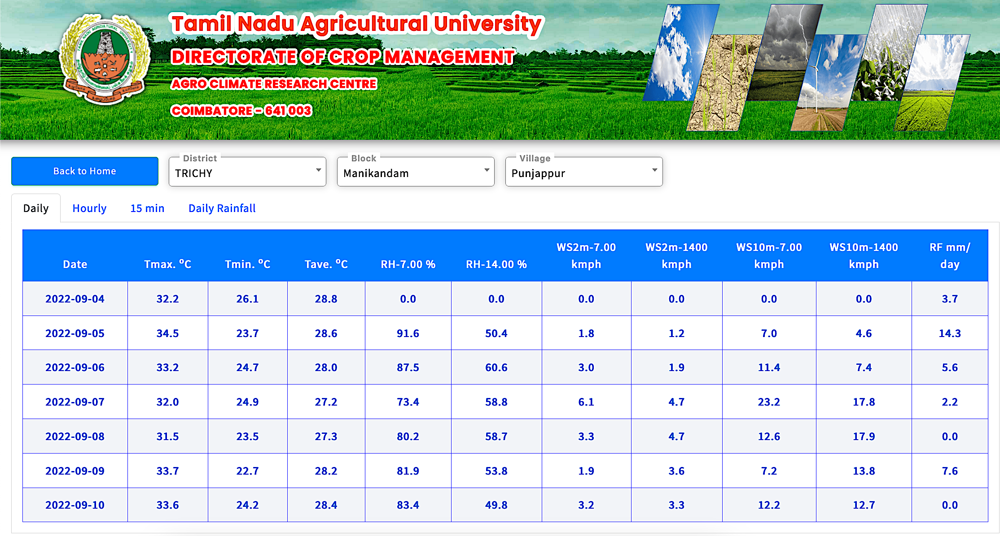 Tamil Nadu Agricultural University
DIRECTORATE OF CROP MANAGEMENT
AGRO CLIMATE RESEARCH CENTRE
COIMBATORE - 641 003
TAMIL NADU AGRICULTURAL UNIVERSITY
Back to Home
District
TRICHY
Block
Manikandam
Village
Punjappur
Daily Hourly 15 min Daily Rainfall
Date Tmax. ºC Tmin. ºC Tave. ºC RH-7.00 % RH-14.00 % WS2m-7.00 kmph WS2m-1400 kmph WS10m-7.00 kmph WS10m-1400 kmph RF mm/ day
2022-09-04 32.2 26.1 28.8 0.0 0.0 0.0 0.0 0.0 0.0 3.7
2022-09-05 34.5 23.7 28.6 91.6 50.4 1.8 1.2 7.0 4.6 14.3
2022-09-06 33.2 24.7 28.0 87.5 60.6 3.0 1.9 11.4 7.4 5.6
2022-09-07 32.0 24.9 27.2 73.4 58.8 6.1 4.7 23.2 17.8 2.2
2022-09-08 31.5 23.5 27.3 80.2 58.7 3.3 4.7 12.6 17.9 0.0
2022-09-09 33.7 22.7 28.2 81.9 53.8 1.9 3.6 7.2 13.8 7.6
2022-09-10 33.6 24.2 28.4 83.4 49.8 3.2 3.3 12.2 12.7 0.0